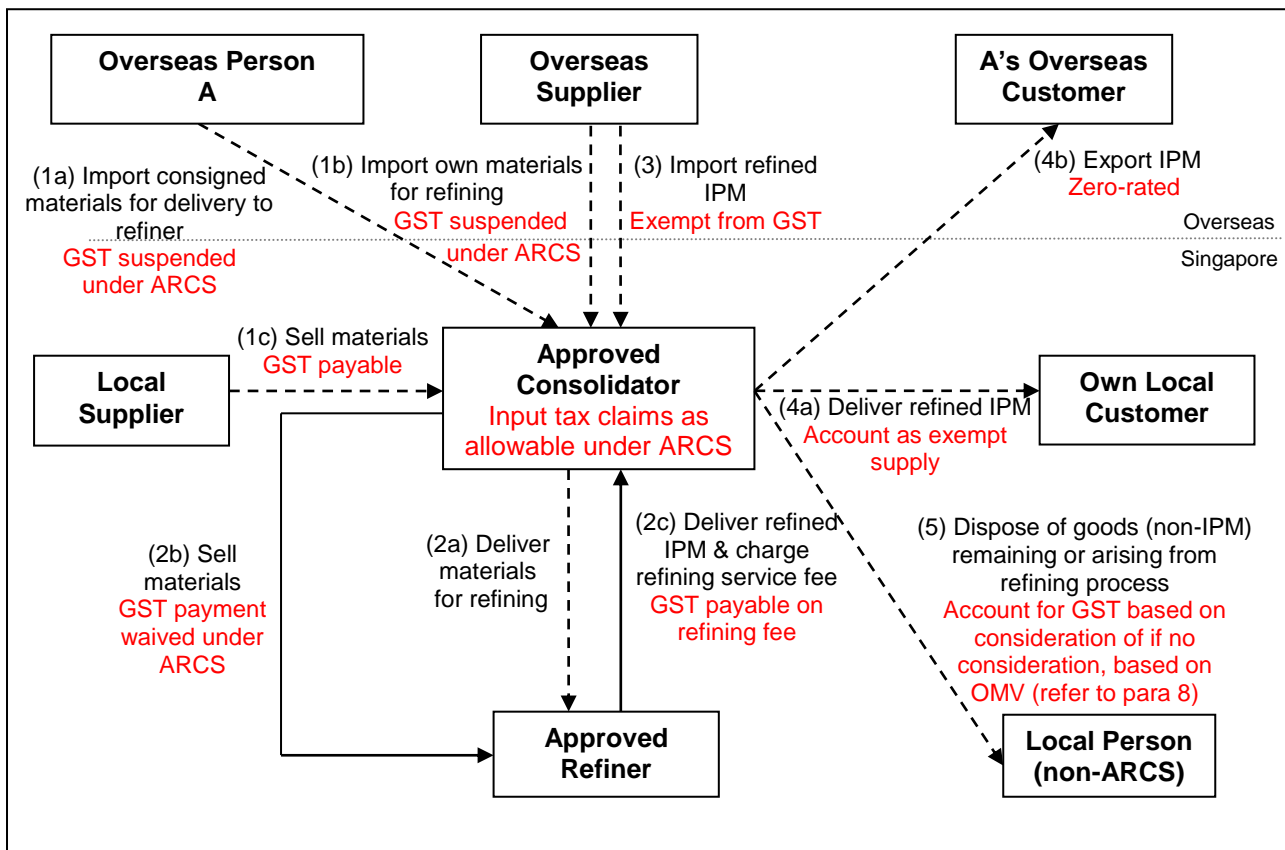 Overseas Person
A
Overseas
Supplier
A's Overseas
Customer
(1a) Import consigned
materials for delivery to
refiner
GST suspended
under ARCS
(1b) Import own materials
for refining
GST suspended
under ARCS
(3) Import refined
IPM
Exempt from GST
(4b) Export IPM
Zero-rated
Overseas
Singapore
(1c) Sell materials
GST payable
Local
Supplier
Approved
Consolidator
Input tax claims as
allowable under ARCS
(4a) Deliver refined IPM
Account as exempt
supply
Own Local
Customer
(2b) Sell
materials
GST payment
waived under
ARCS
(2a) Deliver
materials
for refining
(2c) Deliver refined
IPM & charge
refining service fee
GST payable on
refining fee
(5) Dispose of goods (non-IPM)
remaining or arising from
refining process
Account for GST based on
consideration of if no
consideration, based on
OMV (refer to para 8)
Approved
Refiner
Local Person
(non-ARCS)